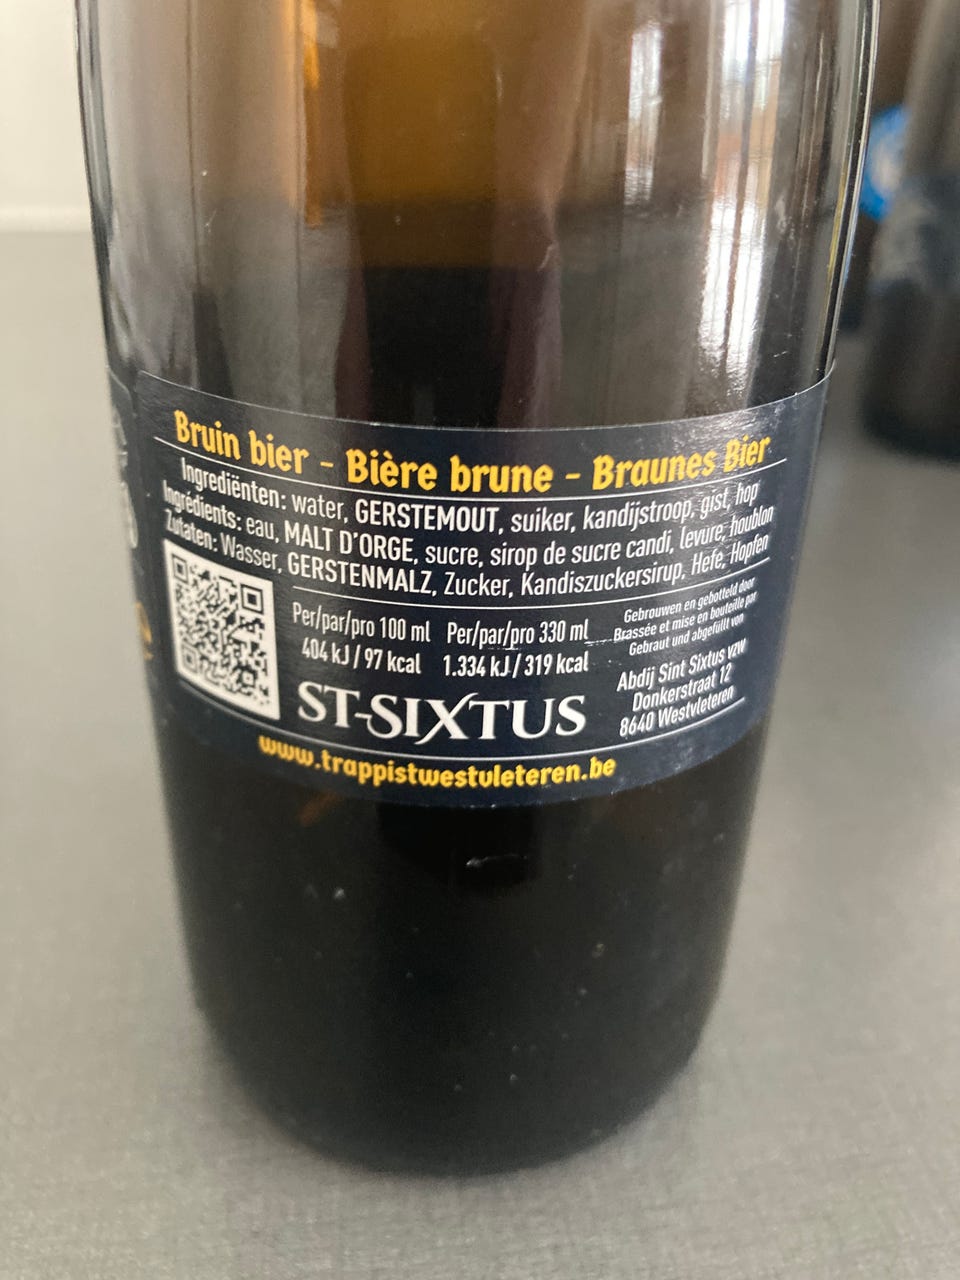 Bruin bier - Bière brune - Braunes Bier
Ingrediënten: water, GERSTEMOUT, suiker, kandijstroop, gist, hop
Ingrédients: eau, MALT D'ORGE, sucre, sirop de sucre candi, levure, houblon
Zutaten: Wasser, GERSTENMALZ, Zucker, Kandiszuckersirup, Hefe, Hopfen
Per/par/pro 100 ml
404 kJ / 97 kcal
Per/par/pro 330 ml
1.334 kJ / 319 kcal
Gebrouwen en gebotteld door
Brassée et mise en bouteille par
Gebraut und abgefüllt von
Abdij Sint Sixtus vzw
Donkerstraat 12
8640 Westvleteren
ST-SIXTUS
www.trappistwestvleteren.be